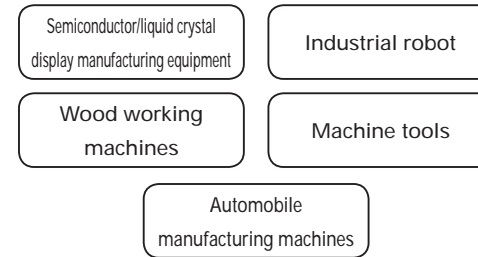 Semiconductor/liquid crystal
display manufacturing equipment
Industrial robot
Wood working
machines
Machine tools
Automobile
manufacturing machines